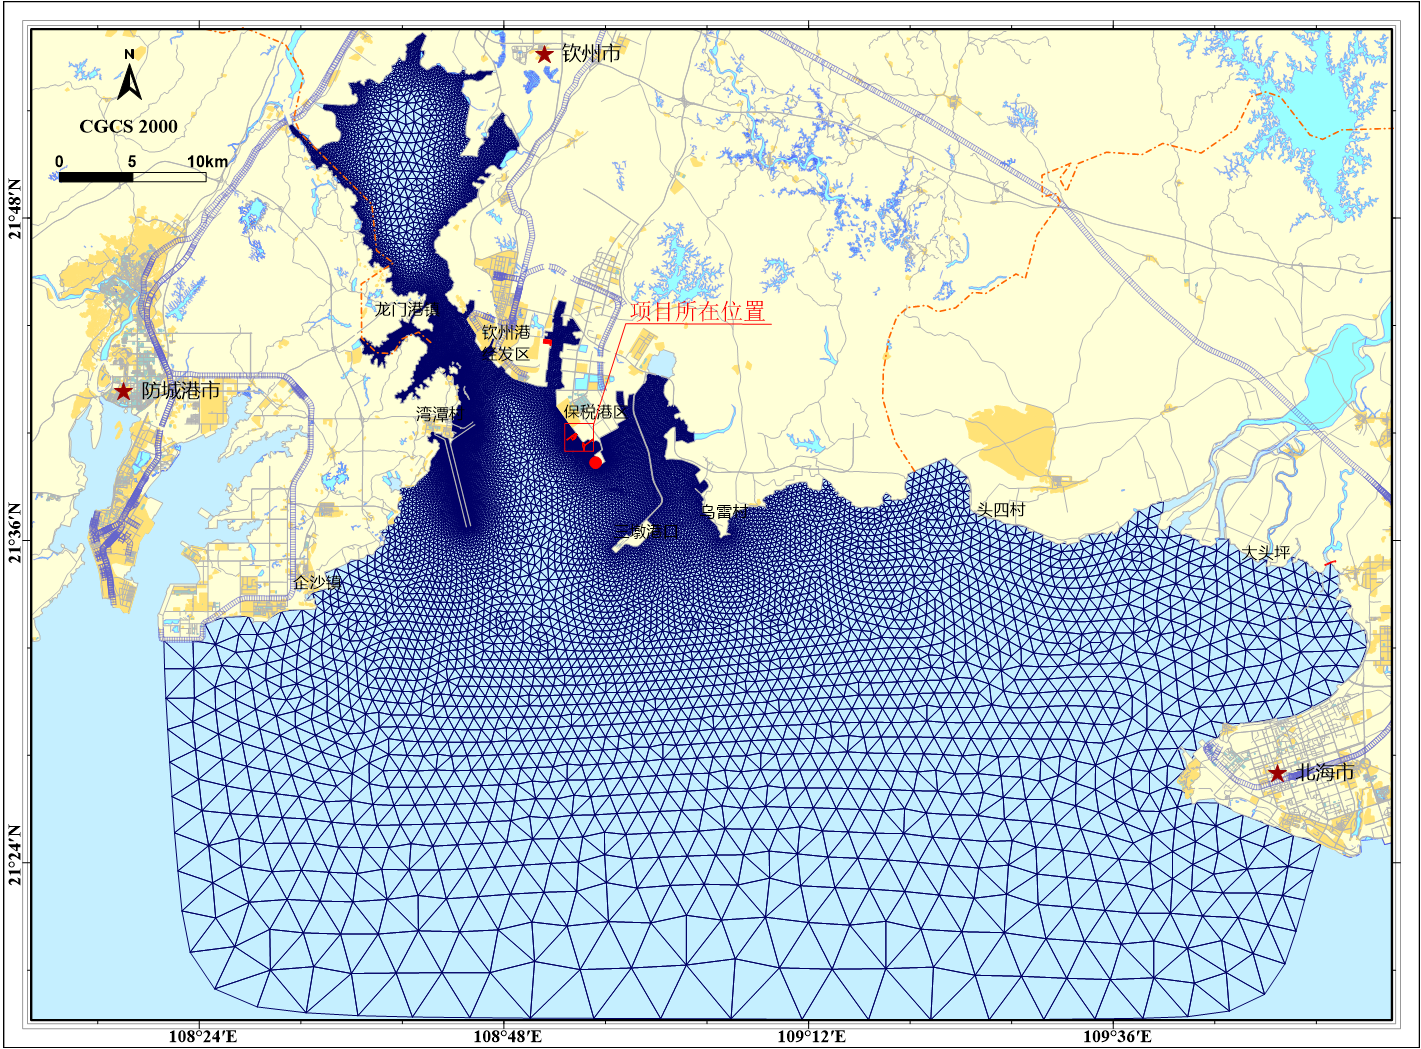 N
钦州市
CGCS 2000
0 5 10km
21°48′N
龙门港镇
项目所在位置
钦州港
开发区
防城港市
湾潭村
保税港区
21°36′N
乌雷村
头四村
三墩港口
大头坪
企沙镇
北海市
21°24′N
108°24′E 108°48′E 109°12′E 109°36′E